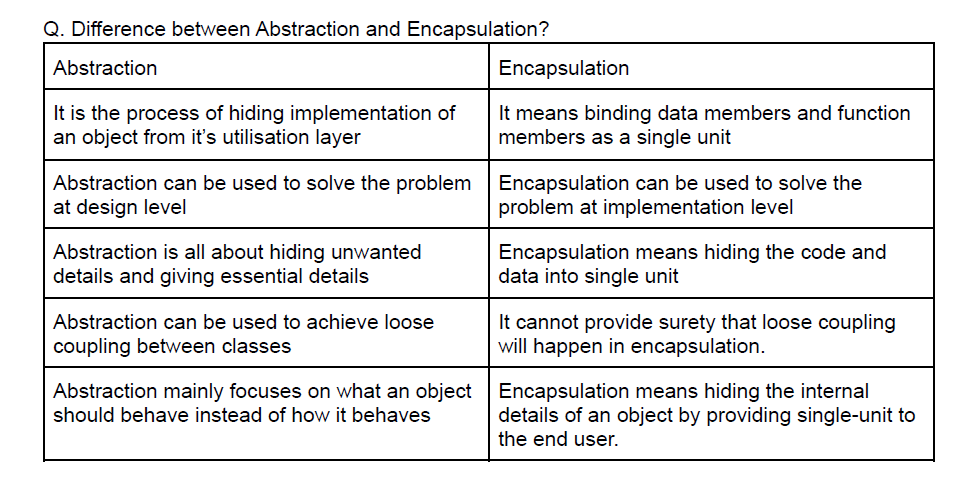 Q. Difference between Abstraction and Encapsulation?
Abstraction
Encapsulation
It is the process of hiding implementation of
an object from it's utilisation layer
It means binding data members and function
members as a single unit
Abstraction can be used to solve the problem
at design level
Encapsulation can be used to solve the
problem at implementation level
Abstraction is all about hiding unwanted
details and giving essential details
Encapsulation means hiding the code and
data into single unit
Abstraction can be used to achieve loose
coupling between classes
It cannot provide surety that loose coupling
will happen in encapsulation.
Abstraction mainly focuses on what an object
should behave instead of how it behaves
Encapsulation means hiding the internal
details of an object by providing single-unit to
the end user.